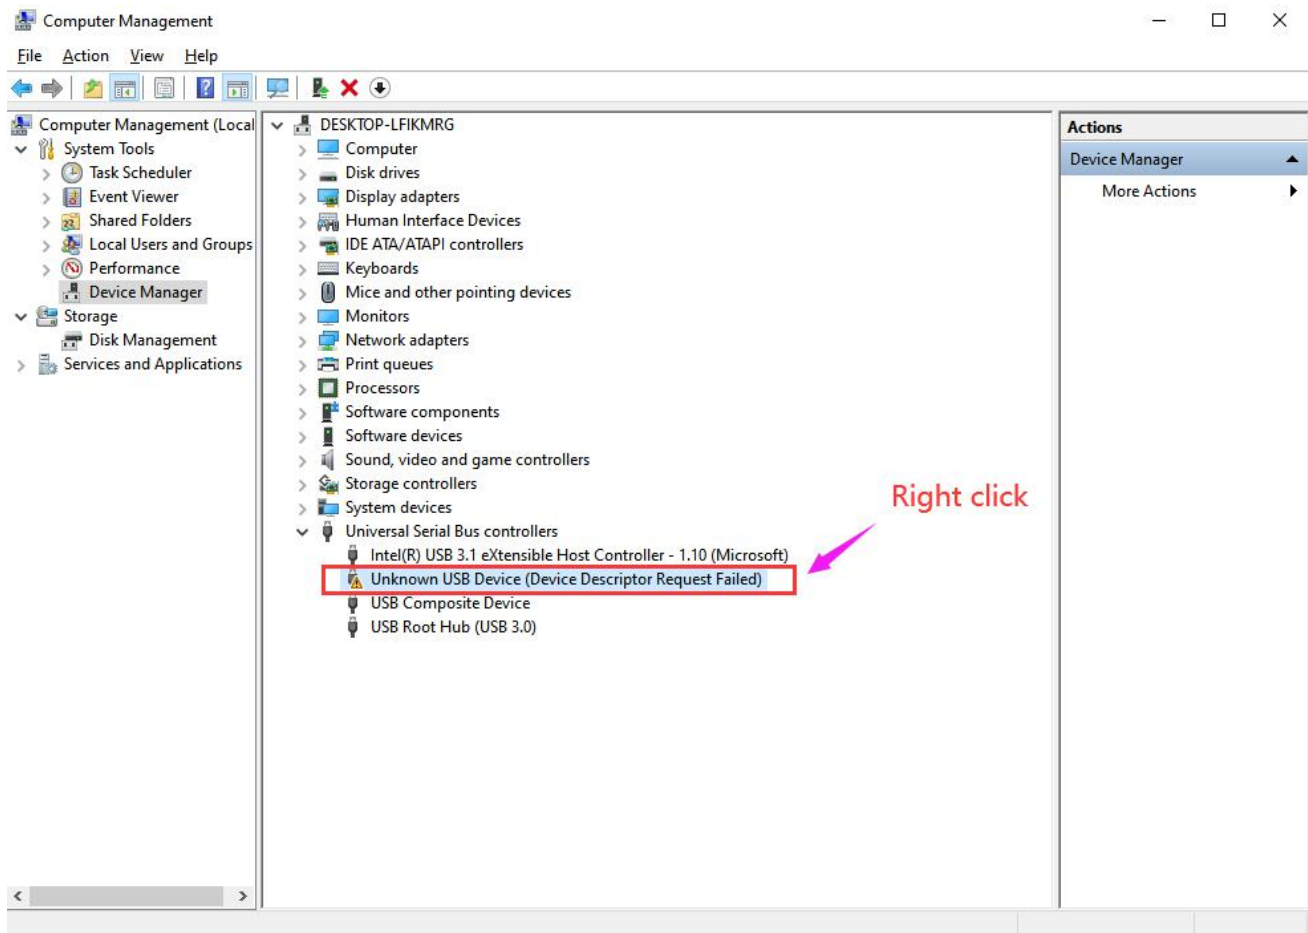 Computer Management
File Action View Help
Computer Management (Local
System Tools
Task Scheduler
Event Viewer
Shared Folders
Local Users and Groups
Performance
Device Manager
Storage
Disk Management
Services and Applications
DESKTOP-LFIKMRG
Computer
Disk drives
Display adapters
Human Interface Devices
IDE ATA/ATAPI controllers
Keyboards
Mice and other pointing devices
Monitors
Network adapters
Print queues
Processors
Software components
Software devices
Sound, video and game controllers
Storage controllers
System devices
Universal Serial Bus controllers
Intel(R) USB 3.1 eXtensible Host Controller - 1.10 (Microsoft)
Unknown USB Device (Device Descriptor Request Failed)
USB Composite Device
USB Root Hub (USB 3.0)
Right click
Actions
Device Manager
More Actions